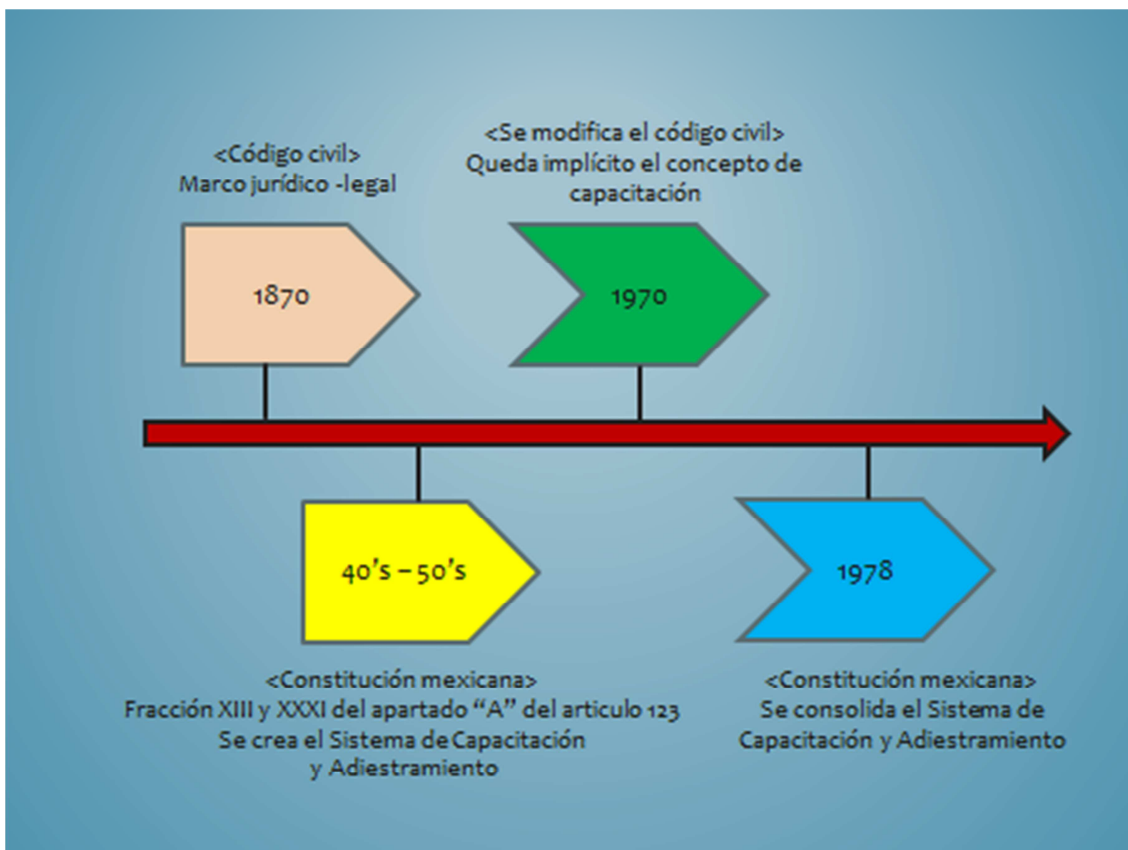 <Código civil>
Marco jurídico -legal
1870
<Se modifica el código civil>
Queda implícito el concepto de
capacitación
1970
40's – 50's
<Constitución mexicana>
Fracción XIII y XXXI del apartado “A” del articulo 123
Se crea el Sistema de Capacitación
y Adiestramiento
1978
<Constitución mexicana>
Se consolida el Sistema de
Capacitación y Adiestramiento